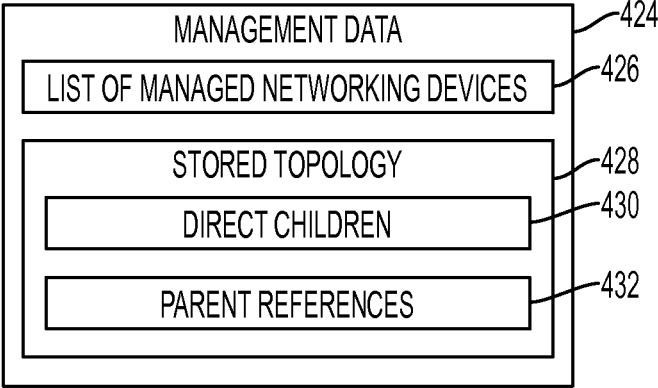 MANAGEMENT DATA
424
LIST OF MANAGED NETWORKING DEVICES
426
STORED TOPOLOGY
428
DIRECT CHILDREN
430
PARENT REFERENCES
432